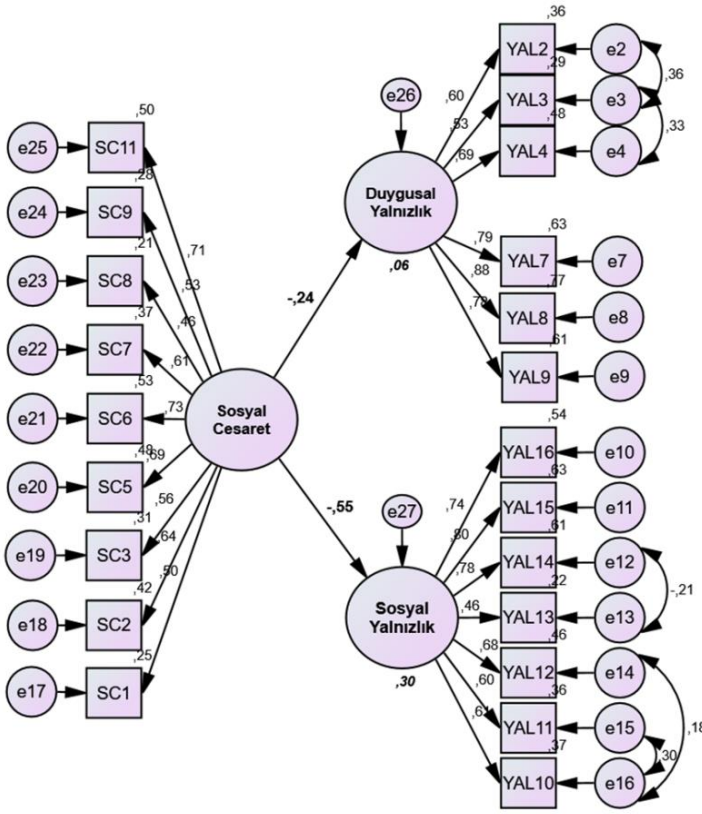 ,36
YAL2
e2
,29
,36
,60
YAL3
e3
,53
,48
,33
,69
YAL4
e4
e26
Duygusal
Yalnızlık
,06
,63
,79
YAL7
e7
,77
,88
YAL8
e8
,61
YAL9
e9
,50
e25
SC11
,28
,71
e24
SC9
,21
,53
e23
SC8
,37
,46
e22
SC7
,53
,61
e21
SC6
,73
,48
,69
e20
SC5
,31
,56
e19
SC3
,42
,64
e18
SC2
,25
,50
e17
SC1
Sosyal
Cesaret
-,24
-,55
e27
Sosyal
Yalnızlık
,30
,54
YAL16
e10
,74
,63
YAL15
e11
,80
,61
YAL14
e12
,78
,22
-,21
YAL13
e13
,46
,46
YAL12
e14
,68
,36
,18
YAL11
e15
,60
,37
,30
YAL10
e16